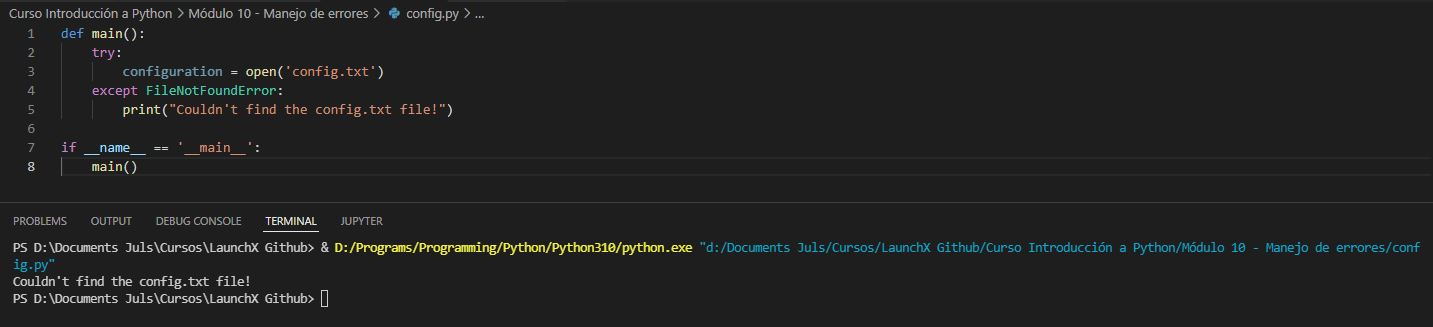 Curso Introducción a Python > Módulo 10 - Manejo de errores > config.py > ...
1 def main():
2     try:
3         configuration = open('config.txt')
4     except FileNotFoundError:
5         print("Couldn't find the config.txt file!")
6
7 if __name__ == '__main__':
8     main()
PROBLEMS OUTPUT DEBUG CONSOLE TERMINAL JUPYTER
PS D:\Documents Juls\Cursos\LaunchX Github> & D:/Programs/Programming/Python/Python310/python.exe "d:/Documents Juls/Cursos/LaunchX Github/Curso Introducción a Python/Módulo 10 - Manejo de errores/conf
ig.py"
Couldn't find the config.txt file!
PS D:\Documents Juls\Cursos\LaunchX Github>